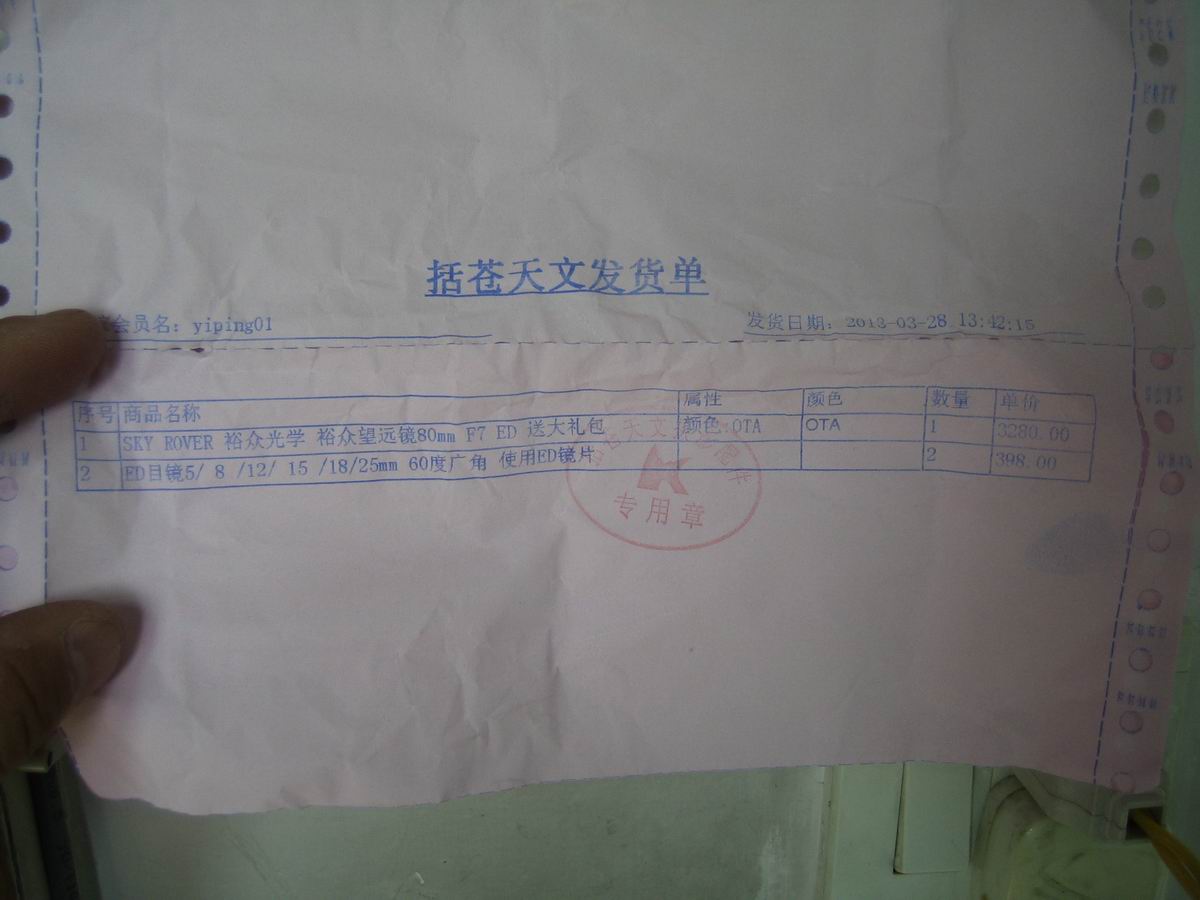 括苍天文发货单
会员名: yiping01
发货日期: 2013-03-28 13:42:15
序号 商品名称 属性 颜色 数量 单价
1 SKY ROVER 裕众光学 裕众望远镜80mm F7 ED 送大礼包 颜色:OTA OTA 1 3280.00
2 ED目镜5/ 8 /12/ 15 /18/25mm 60度广角 使用ED镜片 2 398.00
专用章